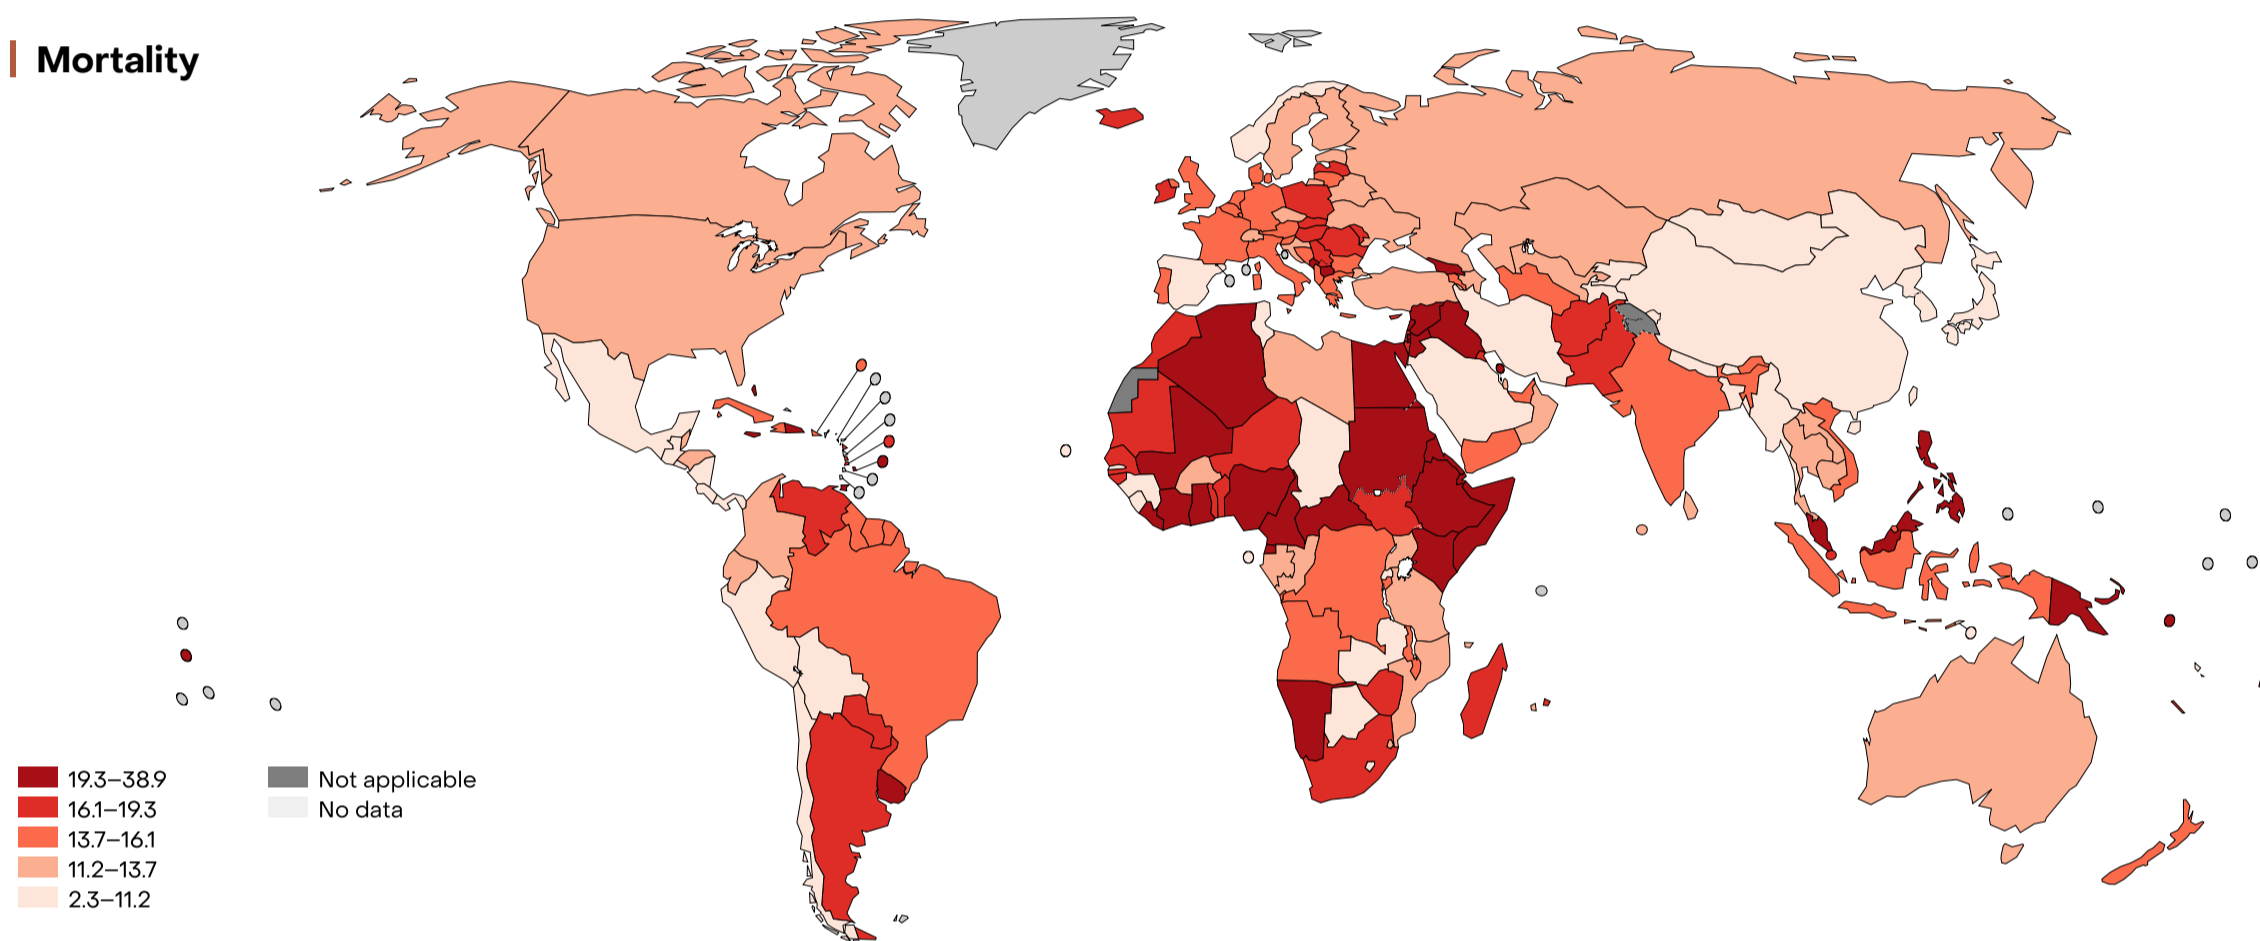 Mortality
19.3–38.9
16.1–19.3
13.7–16.1
11.2–13.7
2.3–11.2
Not applicable
No data